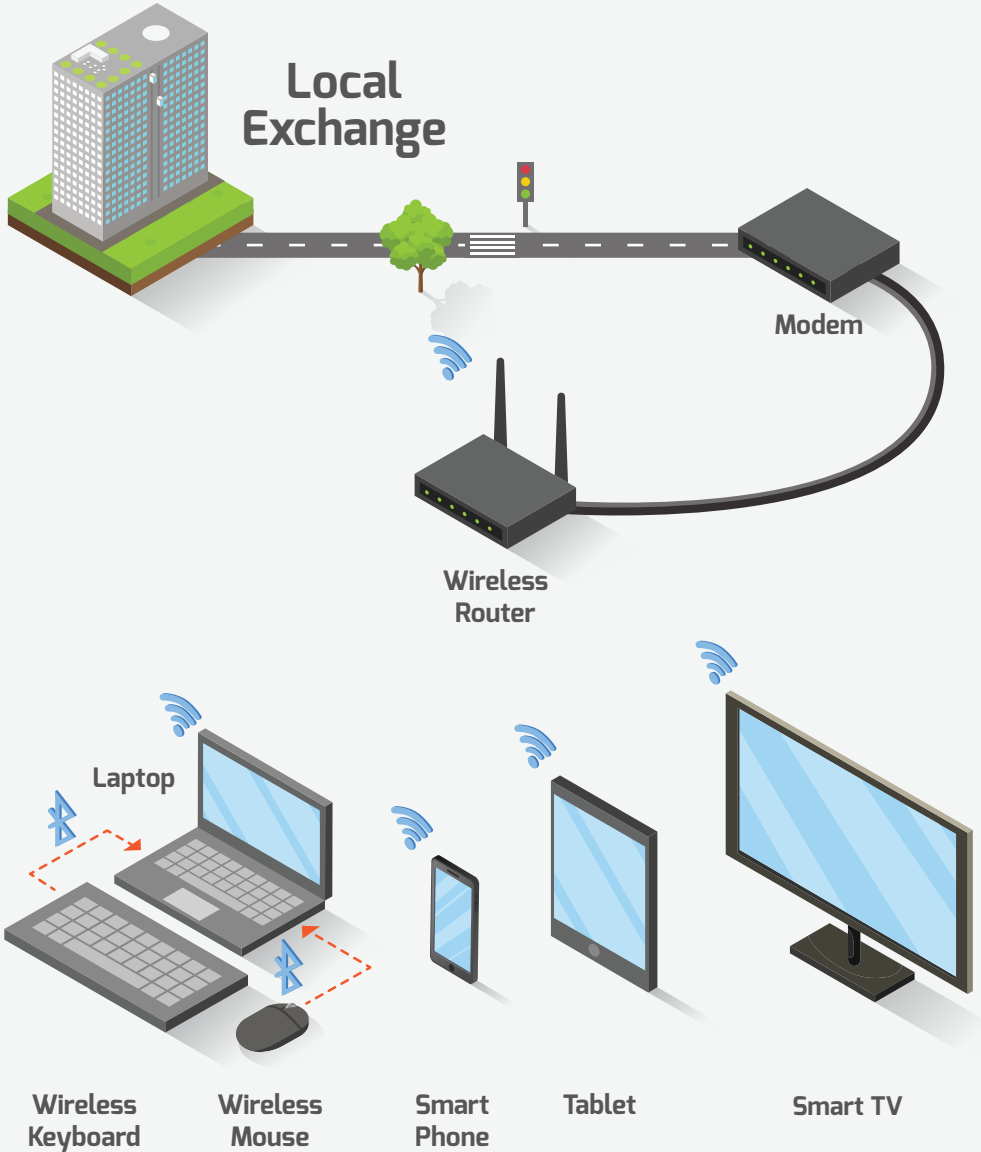 Local
Exchange
Modem
Wireless
Router
Laptop
Wireless
Keyboard
Wireless
Mouse
Smart
Phone
Tablet
Smart TV